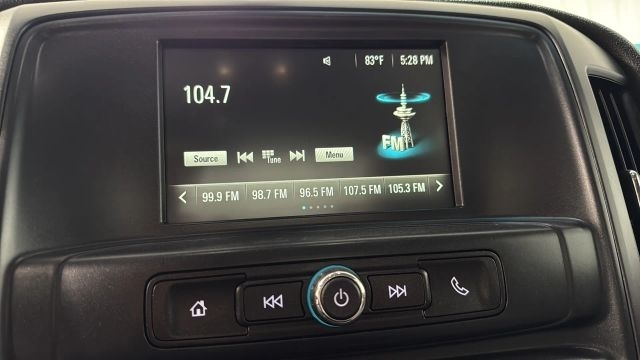 83°F 5:28 PM
104.7
FM
Source Tune Menu
99.9 FM 98.7 FM 96.5 FM 107.5 FM 105.3 FM